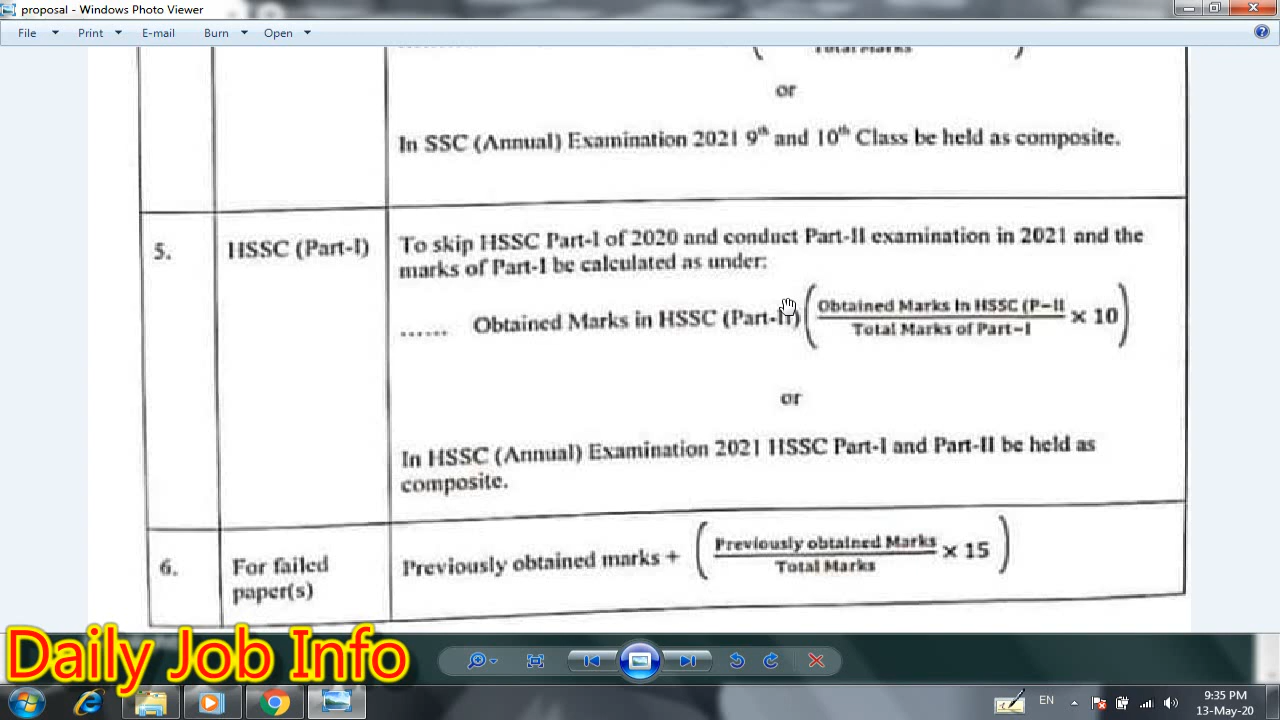 proposal - Windows Photo Viewer
File Print E-mail Burn Open
Total Marks
or
In SSC (Annual) Examination 2021 9th and 10th Class be held as composite.
5. HSSC (Part-I) To skip HSSC Part-I of 2020 and conduct Part-II examination in 2021 and the
marks of Part-I be calculated as under:
...... Obtained Marks in HSSC (Part-II) (Obtained Marks in HSSC (P-II / Total Marks of Part-I × 10)
or
In HSSC (Annual) Examination 2021 HSSC Part-I and Part-II be held as
composite.
6. For failed paper(s) Previously obtained marks + (Previously obtained Marks / Total Marks × 15)
Daily Job Info
EN
9:35 PM
13-May-20